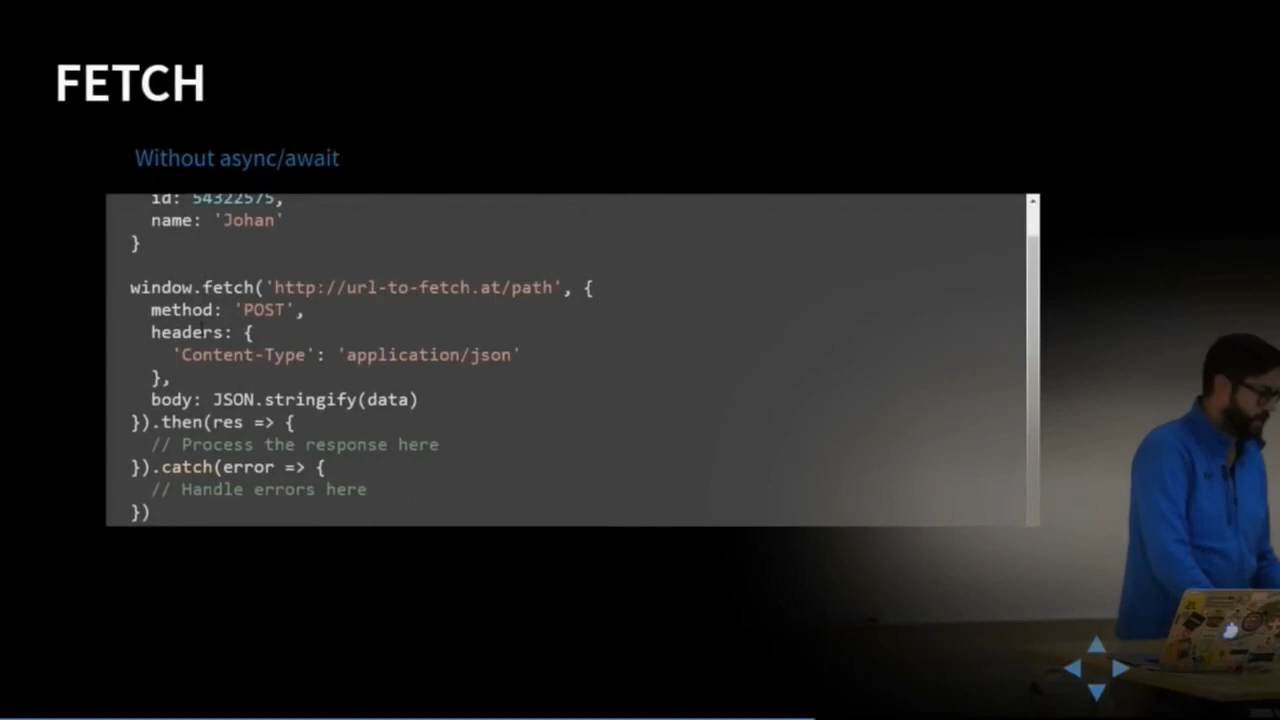 FETCH
Without async/await
id: 54322575,
name: 'Johan'
}
window.fetch('http://url-to-fetch.at/path', {
method: 'POST',
headers: {
'Content-Type': 'application/json'
},
body: JSON.stringify(data)
}).then(res => {
// Process the response here
}).catch(error => {
// Handle errors here
})